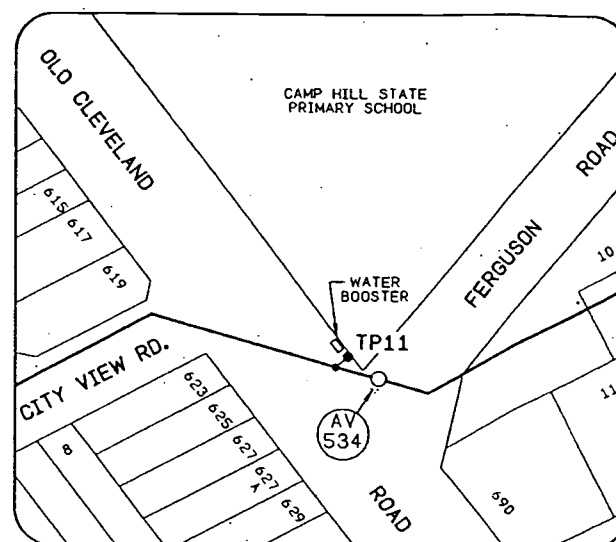 OLD CLEVELAND
CAMP HILL STATE
PRIMARY SCHOOL
ROAD
FERGUSON
615
617
619
10
WATER
BOOSTER
TP11
CITY VIEW RD.
AV
534
623
625
627
627
A
629
8
ROAD
690
11